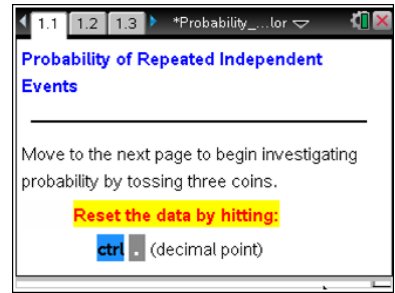 1.1 1.2 1.3 *Probability_...lor
Probability of Repeated Independent
Events
Move to the next page to begin investigating
probability by tossing three coins.
Reset the data by hitting:
ctrl . (decimal point)